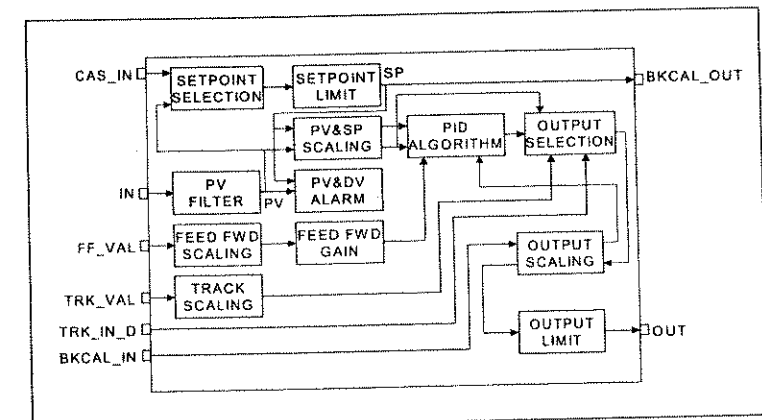 CAS_IN
SETPOINT
SELECTION
SETPOINT
LIMIT
SP
BKCAL_OUT
PV&SP
SCALING
PID
ALGORITHM
OUTPUT
SELECTION
IN
PV
FILTER
PV
PV&DV
ALARM
FF_VAL
FEED FWD
SCALING
FEED FWD
GAIN
OUTPUT
SCALING
TRK_VAL
TRACK
SCALING
TRK_IN_D
BKCAL_IN
OUTPUT
LIMIT
OUT